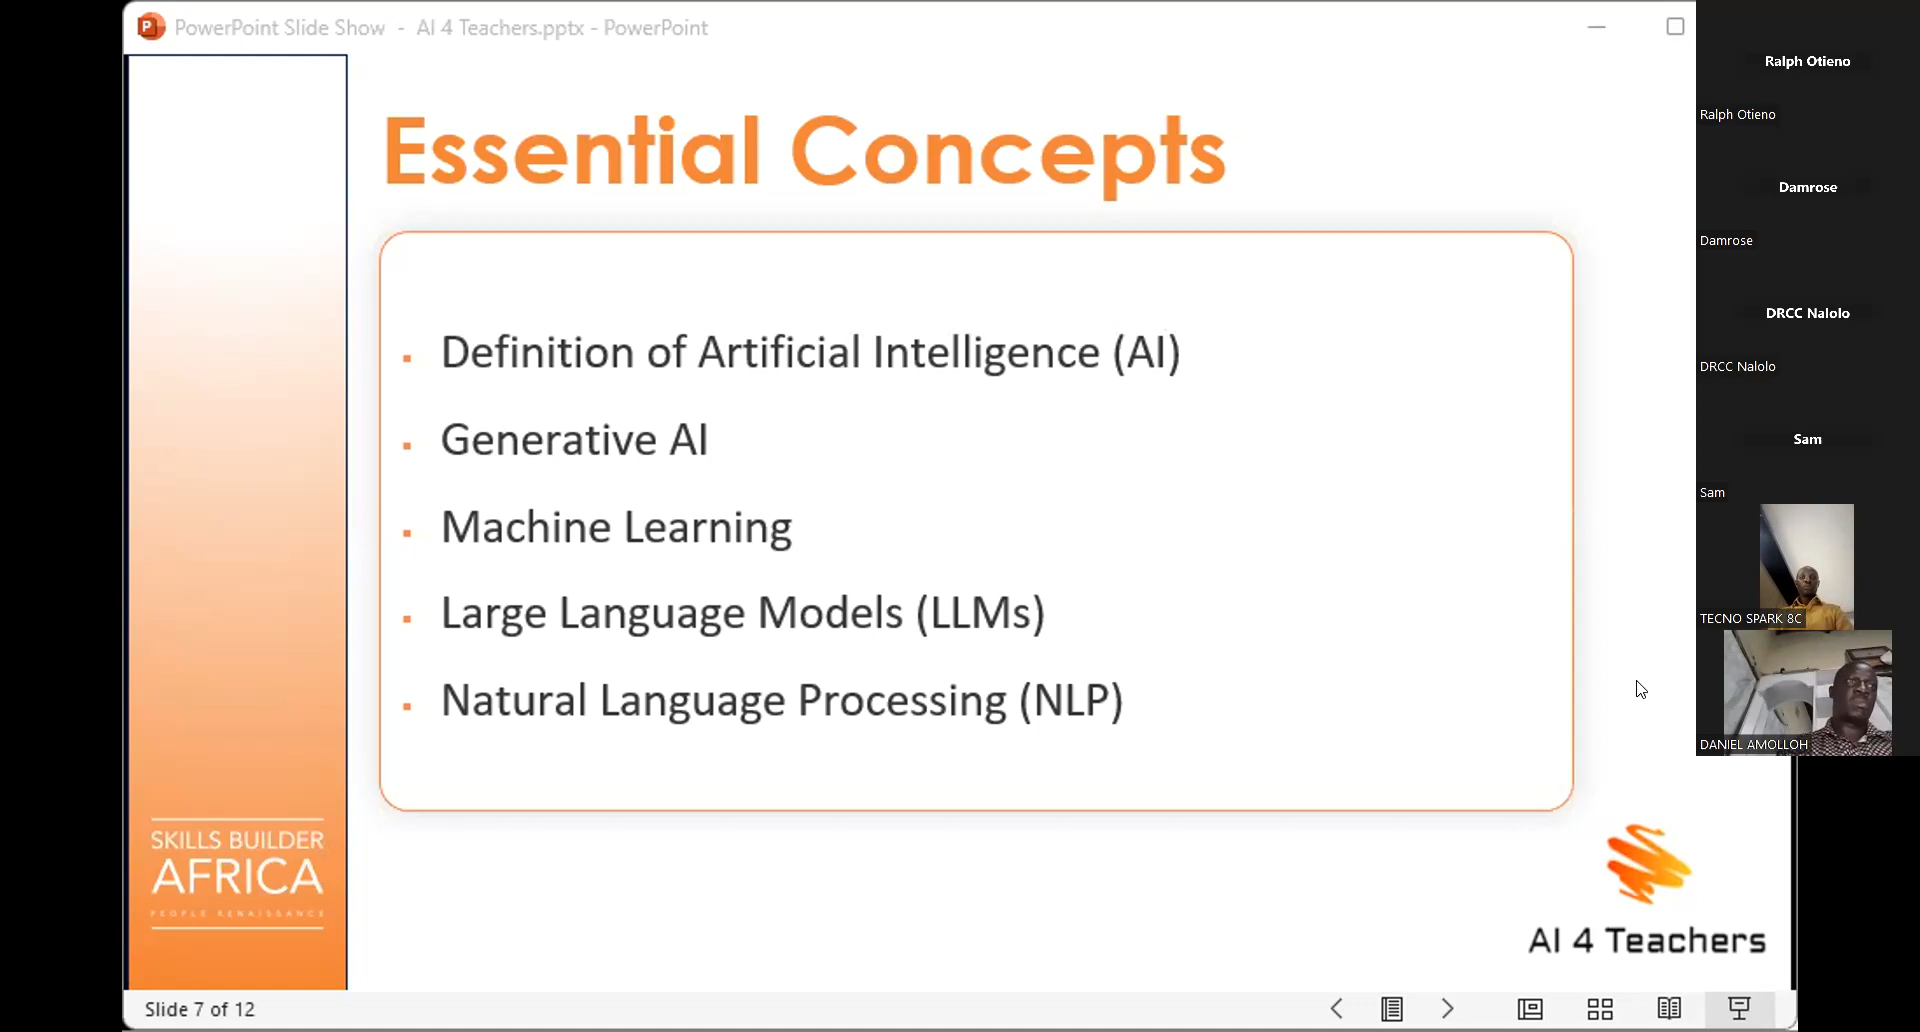 PowerPoint Slide Show - AI 4 Teachers.pptx - PowerPoint
Essential Concepts
Definition of Artificial Intelligence (AI)
Generative AI
Machine Learning
Large Language Models (LLMs)
Natural Language Processing (NLP)
SKILLS BUILDER
AFRICA
PEOPLE RENAISSANCE
AI 4 Teachers
Slide 7 of 12
Ralph Otieno
Ralph Otieno
Damrose
Damrose
DRCC Nalolo
DRCC Nalolo
Sam
Sam
TECNO SPARK 8C
DANIEL AMOLLOH